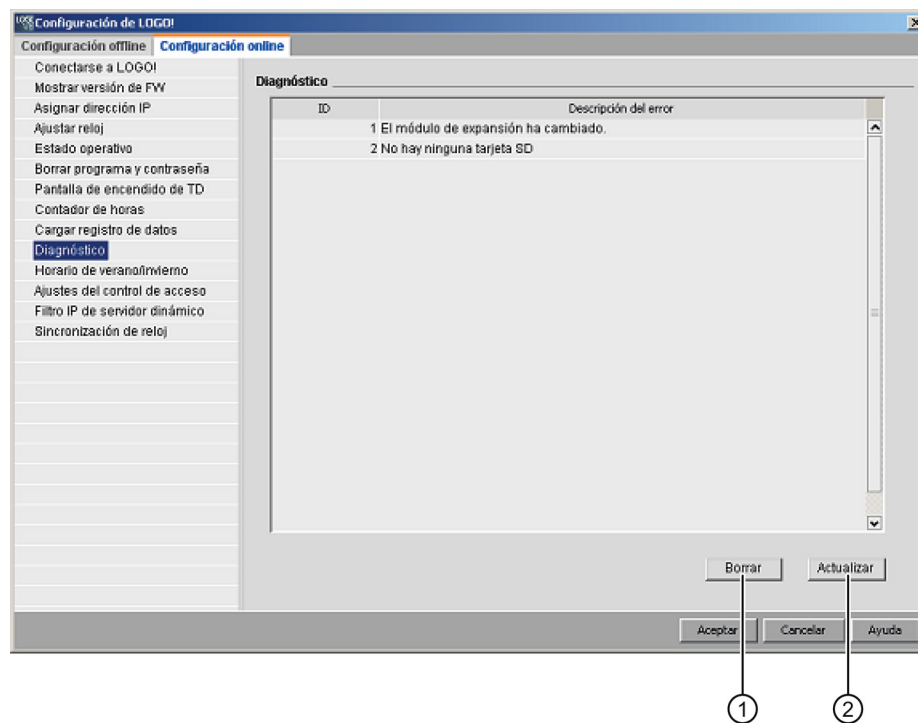 Configuración de LOGO!
Configuración offline Configuración online
Conectarse a LOGO!
Mostrar versión de FW
Asignar dirección IP
Ajustar reloj
Estado operativo
Borrar programa y contraseña
Pantalla de encendido de TD
Contador de horas
Cargar registro de datos
Diagnóstico
Horario de verano/invierno
Ajustes del control de acceso
Filtro IP de servidor dinámico
Sincronización de reloj
Diagnóstico
ID Descripción del error
1 El módulo de expansión ha cambiado.
2 No hay ninguna tarjeta SD
Borrar Actualizar
Aceptar Cancelar Ayuda
1 2